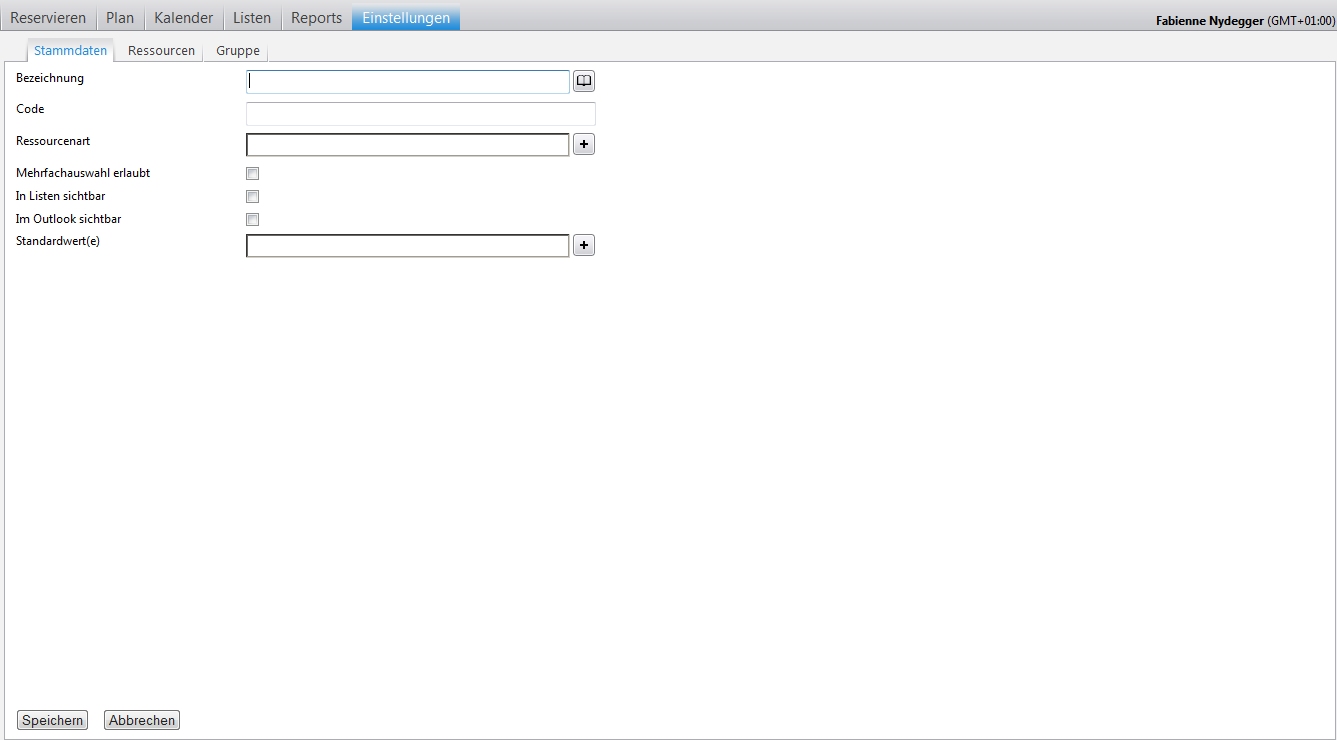 Reservieren Plan Kalender Listen Reports Einstellungen
Fabienne Nydegger (GMT+01:00)
Stammdaten Ressourcen Gruppe
Bezeichnung
Code
Ressourcenart
Mehrfachauswahl erlaubt
In Listen sichtbar
Im Outlook sichtbar
Standardwert(e)
Speichern Abbrechen